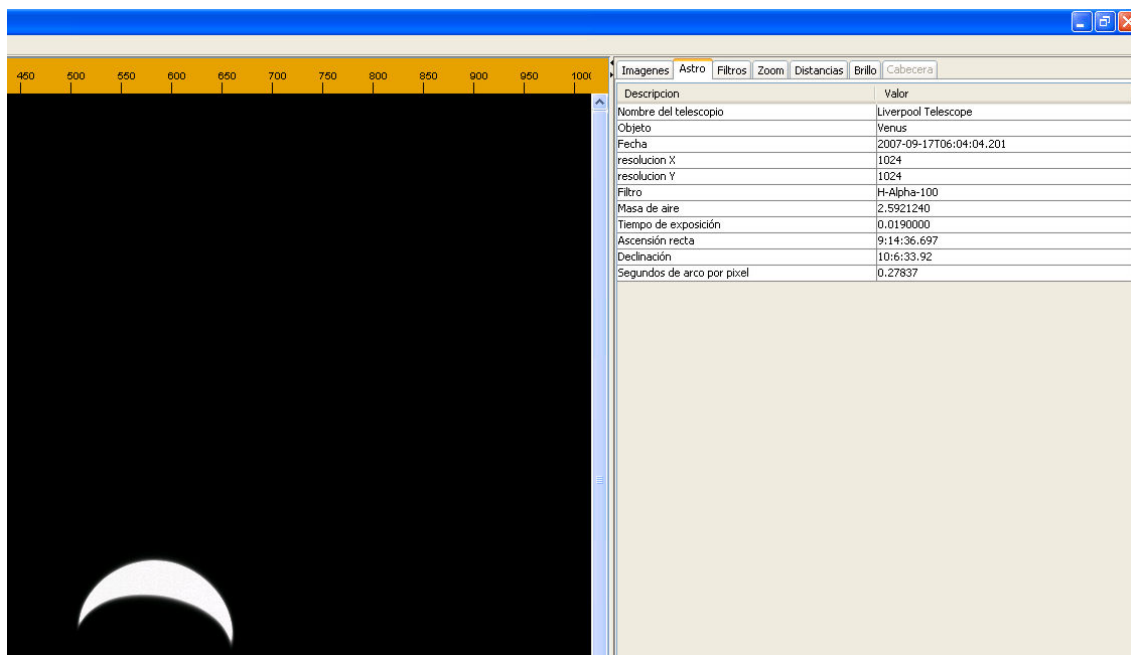 450 500 550 600 650 700 750 800 850 900 950
Imagenes Astro Filtros Zoom Distancias Brillo Cabecera
Descripcion Valor
Nombre del telescopio Liverpool Telescope
Objeto Venus
Fecha 2007-09-17T06:04:04.201
resolucion X 1024
resolucion Y 1024
Filtro H-Alpha-100
Masa de aire 2.5921240
Tiempo de exposición 0.0190000
Ascensión recta 9:14:36.697
Declinación 10:6:33.92
Segundos de arco por pixel 0.27837